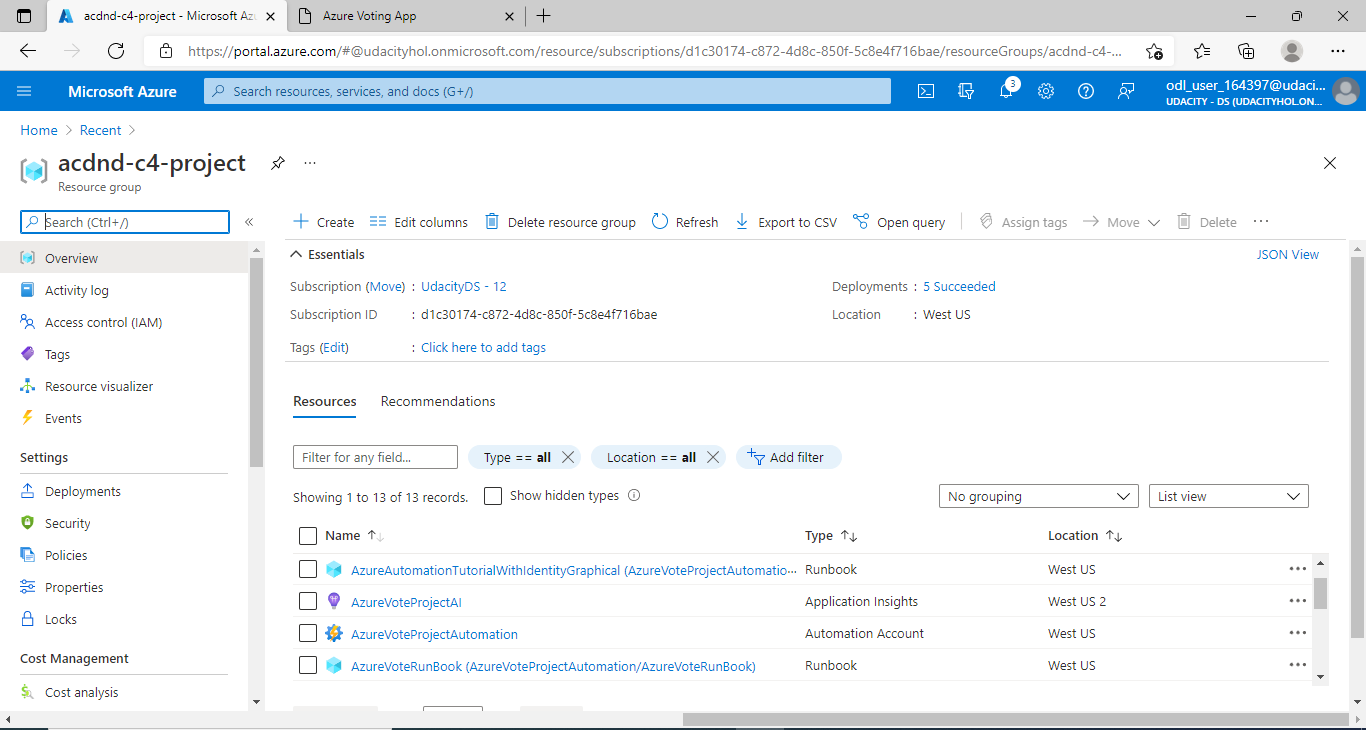 acdnd-c4-project - Microsoft Az
Azure Voting App
https://portal.azure.com/#@udacityhol.onmicrosoft.com/resource/subscriptions/d1c30174-c872-4d8c-850f-5c8e4f716bae/resourceGroups/acdnd-c4-...
Microsoft Azure
Search resources, services, and docs (G+/)
3
odl_user_164397@udaci...
UDACITY - DS (UDACITYHOL.ON...
Home > Recent >
acdnd-c4-project
Resource group
Search (Ctrl+/)
Create
Edit columns
Delete resource group
Refresh
Export to CSV
Open query
Assign tags
Move
Delete
Overview
Activity log
Access control (IAM)
Tags
Resource visualizer
Events
Settings
Deployments
Security
Policies
Properties
Locks
Cost Management
Cost analysis
Essentials
JSON View
Subscription (Move) : UdacityDS - 12
Deployments : 5 Succeeded
Subscription ID : d1c30174-c872-4d8c-850f-5c8e4f716bae
Location : West US
Tags (Edit) : Click here to add tags
Resources
Recommendations
Filter for any field...
Type == all
Location == all
Add filter
Showing 1 to 13 of 13 records.
Show hidden types
No grouping
List view
Name Type Location
AzureAutomationTutorialWithIdentityGraphical (AzureVoteProjectAutomatio... Runbook West US
AzureVoteProjectAI Application Insights West US 2
AzureVoteProjectAutomation Automation Account West US
AzureVoteRunBook (AzureVoteProjectAutomation/AzureVoteRunBook) Runbook West US